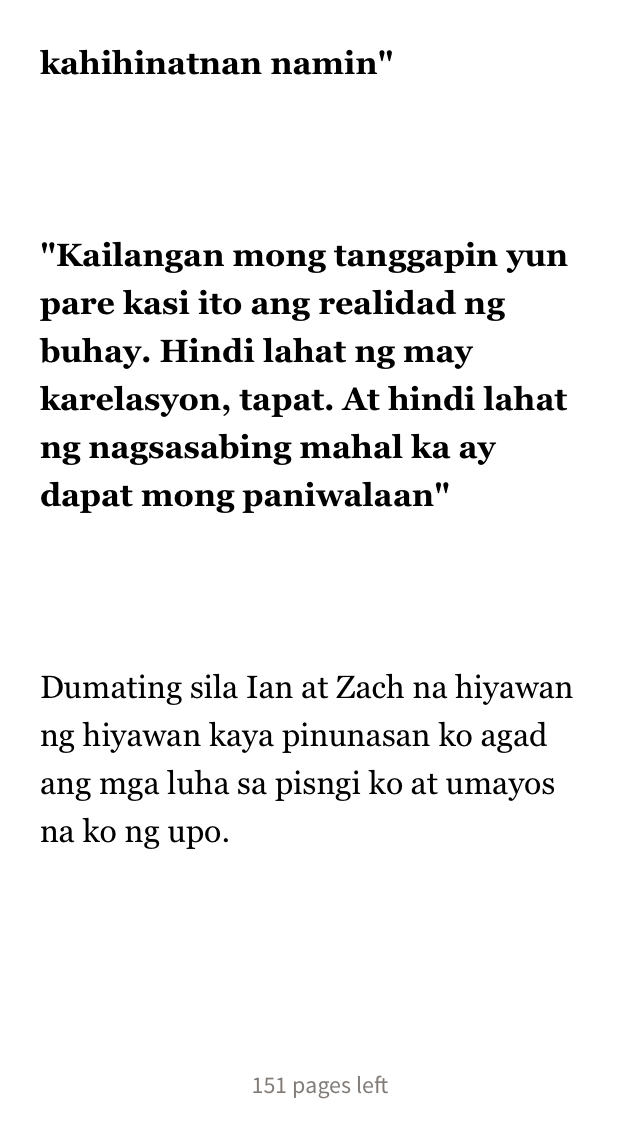 kahihinatnan namin"
"Kailangan mong tanggapin yun
pare kasi ito ang realidad ng
buhay. Hindi lahat ng may
karelasyon, tapat. At hindi lahat
ng nagsasabing mahal ka ay
dapat mong paniwalaan"
Dumating sila Ian at Zach na hiyawan
ng hiyawan kaya pinunasan ko agad
ang mga luha sa pisngi ko at umayos
na ko ng upo.
151 pages left